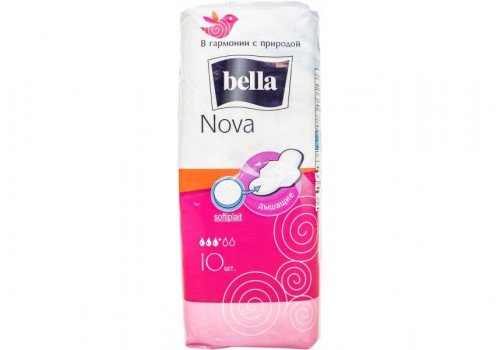 В гармонии с природой
bella
Nova
softiplait
дышащие
10 шт.